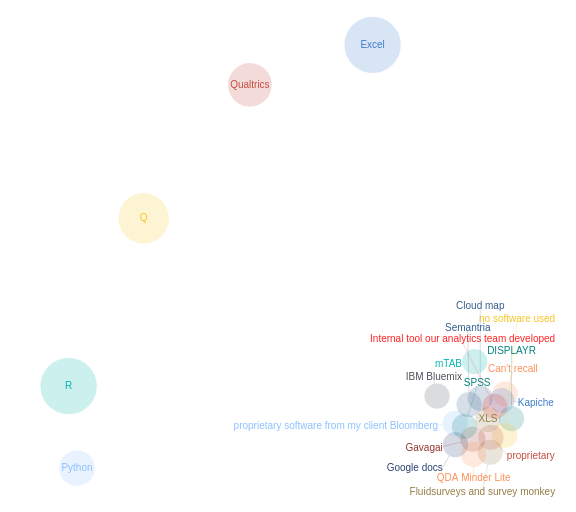 Excel
Qualtrics
Q
Cloud map
no software used
Semantria
Internal tool our analytics team developed
DISPLAYR
mTAB
Can't recall
IBM Bluemix
SPSS
R
Kapiche
XLS
proprietary software from my client Bloomberg
Gavagai
proprietary
Python
Google docs
QDA Minder Lite
Fluidsurveys and survey monkey